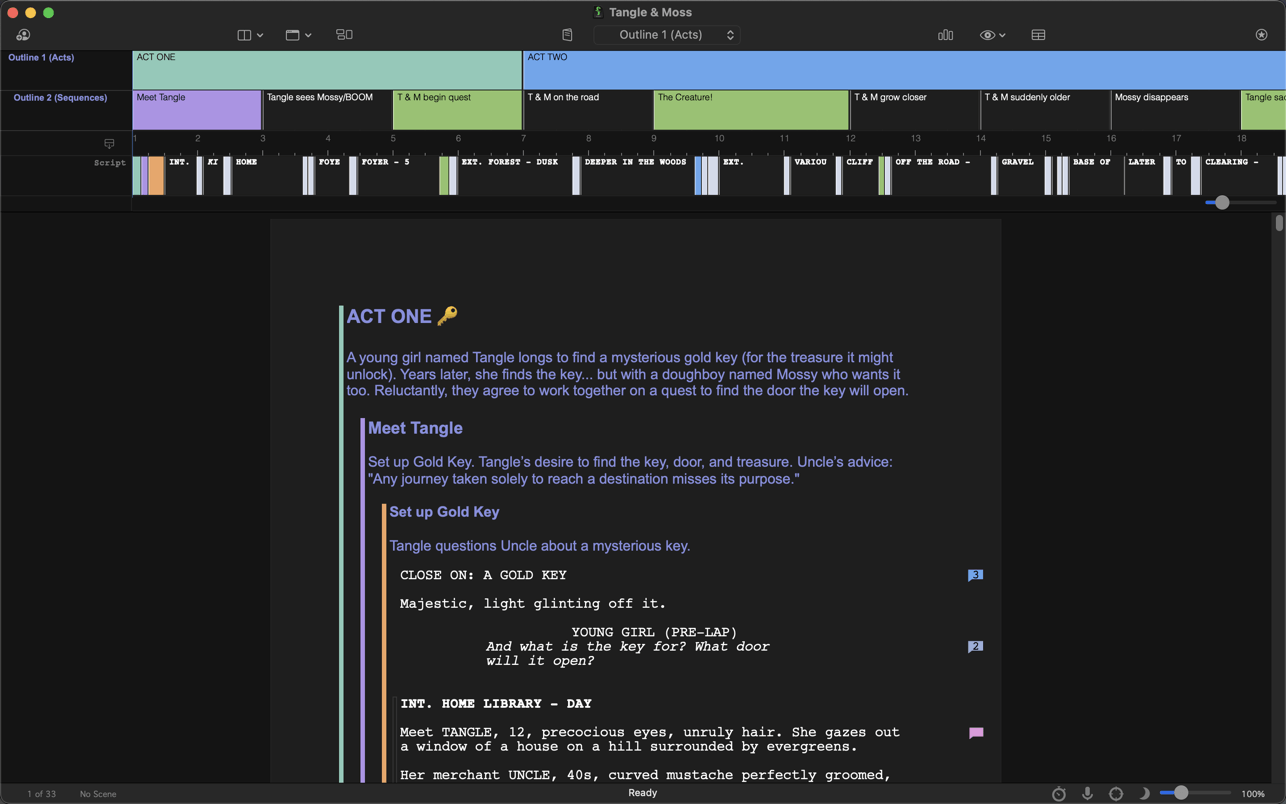 Tangle & Moss
Outline 1 (Acts)
Outline 1 (Acts)
ACT ONE
ACT TWO
Outline 2 (Sequences)
Meet Tangle
Tangle sees Mossy/BOOM
T & M begin quest
T & M on the road
The Creature!
T & M grow closer
T & M suddenly older
Mossy disappears
Tangle sac
1 2 3 4 5 6 7 8 9 10 11 12 13 14 15 16 17 18
Script
INT. KI HOME FOYE FOYER - 5 EXT. FOREST - DUSK DEEPER IN THE WOODS EXT. VARIOU CLIFF OFF THE ROAD - GRAVEL BASE OF LATER TO CLEARING -
ACT ONE 🔑
A young girl named Tangle longs to find a mysterious gold key (for the treasure it might
unlock). Years later, she finds the key... but with a doughboy named Mossy who wants it
too. Reluctantly, they agree to work together on a quest to find the door the key will open.
Meet Tangle
Set up Gold Key. Tangle's desire to find the key, door, and treasure. Uncle's advice:
"Any journey taken solely to reach a destination misses its purpose."
Set up Gold Key
Tangle questions Uncle about a mysterious key.
CLOSE ON: A GOLD KEY
3
Majestic, light glinting off it.
YOUNG GIRL (PRE-LAP)
And what is the key for? What door
2
will it open?
INT. HOME LIBRARY - DAY
Meet TANGLE, 12, precocious eyes, unruly hair. She gazes out
a window of a house on a hill surrounded by evergreens.
Her merchant UNCLE, 40s, curved mustache perfectly groomed,
1 of 33
No Scene
Ready
100%